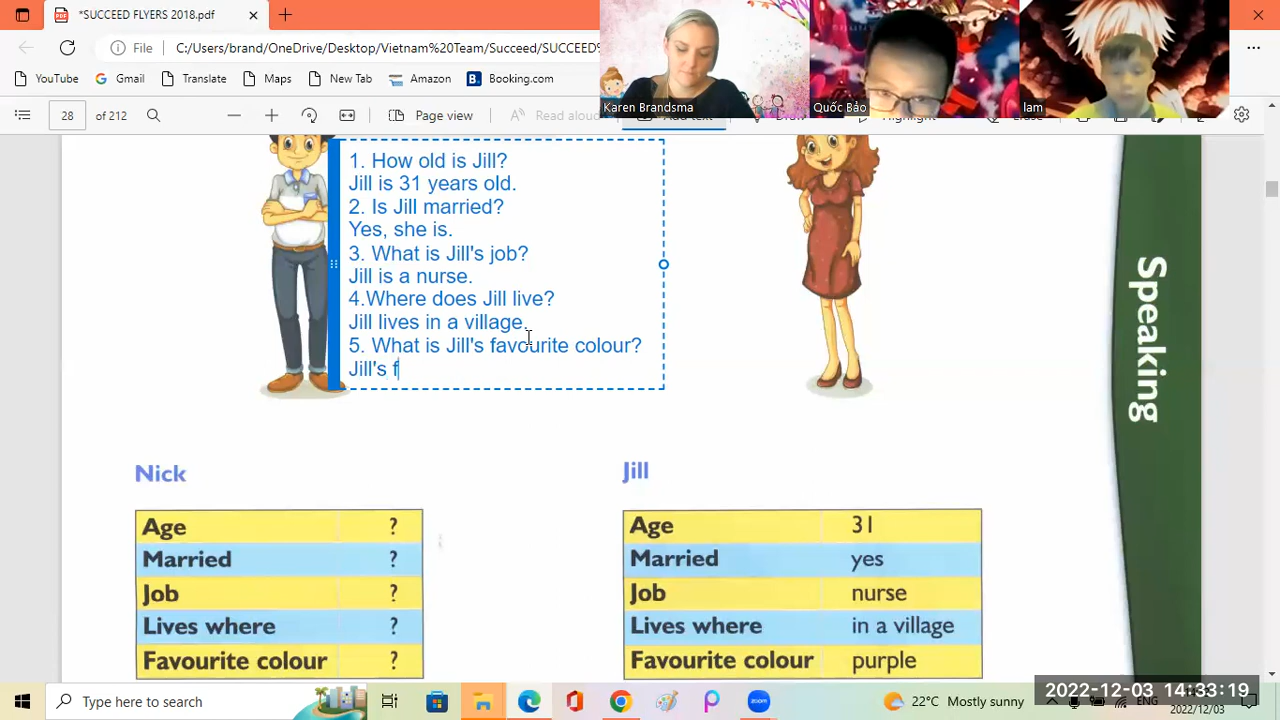 *SUCCEED FLYERS 2018.pdf
File C:/Users/brand/OneDrive/Desktop/Vietnam%20Team/Succeed/SUCCEED%
YouTube Gmail Translate Maps New Tab Amazon Booking.com
Karen Brandsma Quốc Bảo lam
28 of 212 Page view Read aloud
1. How old is Jill?
Jill is 31 years old.
2. Is Jill married?
Yes, she is.
3. What is Jill's job?
Jill is a nurse.
4.Where does Jill live?
Jill lives in a village.
5. What is Jill's favourite colour?
Jill's f
Speaking
Nick
Age ?
Married ?
Job ?
Lives where ?
Favourite colour ?
Jill
Age 31
Married yes
Job nurse
Lives where in a village
Favourite colour purple
Type here to search
zoom
22°C Mostly sunny
ENG
2022-12-03 14:33:19
2022/12/03